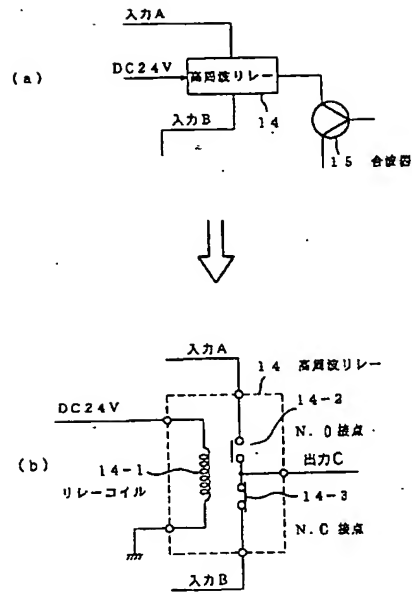 入力A
(a)
DC24V
高周波リレー
14
入力B
15 合波器
入力A
14 高周波リレー
DC24V
14-2
N.O接点
(b)
14-1
出力C
リレーコイル
14-3
N.C接点
入力B